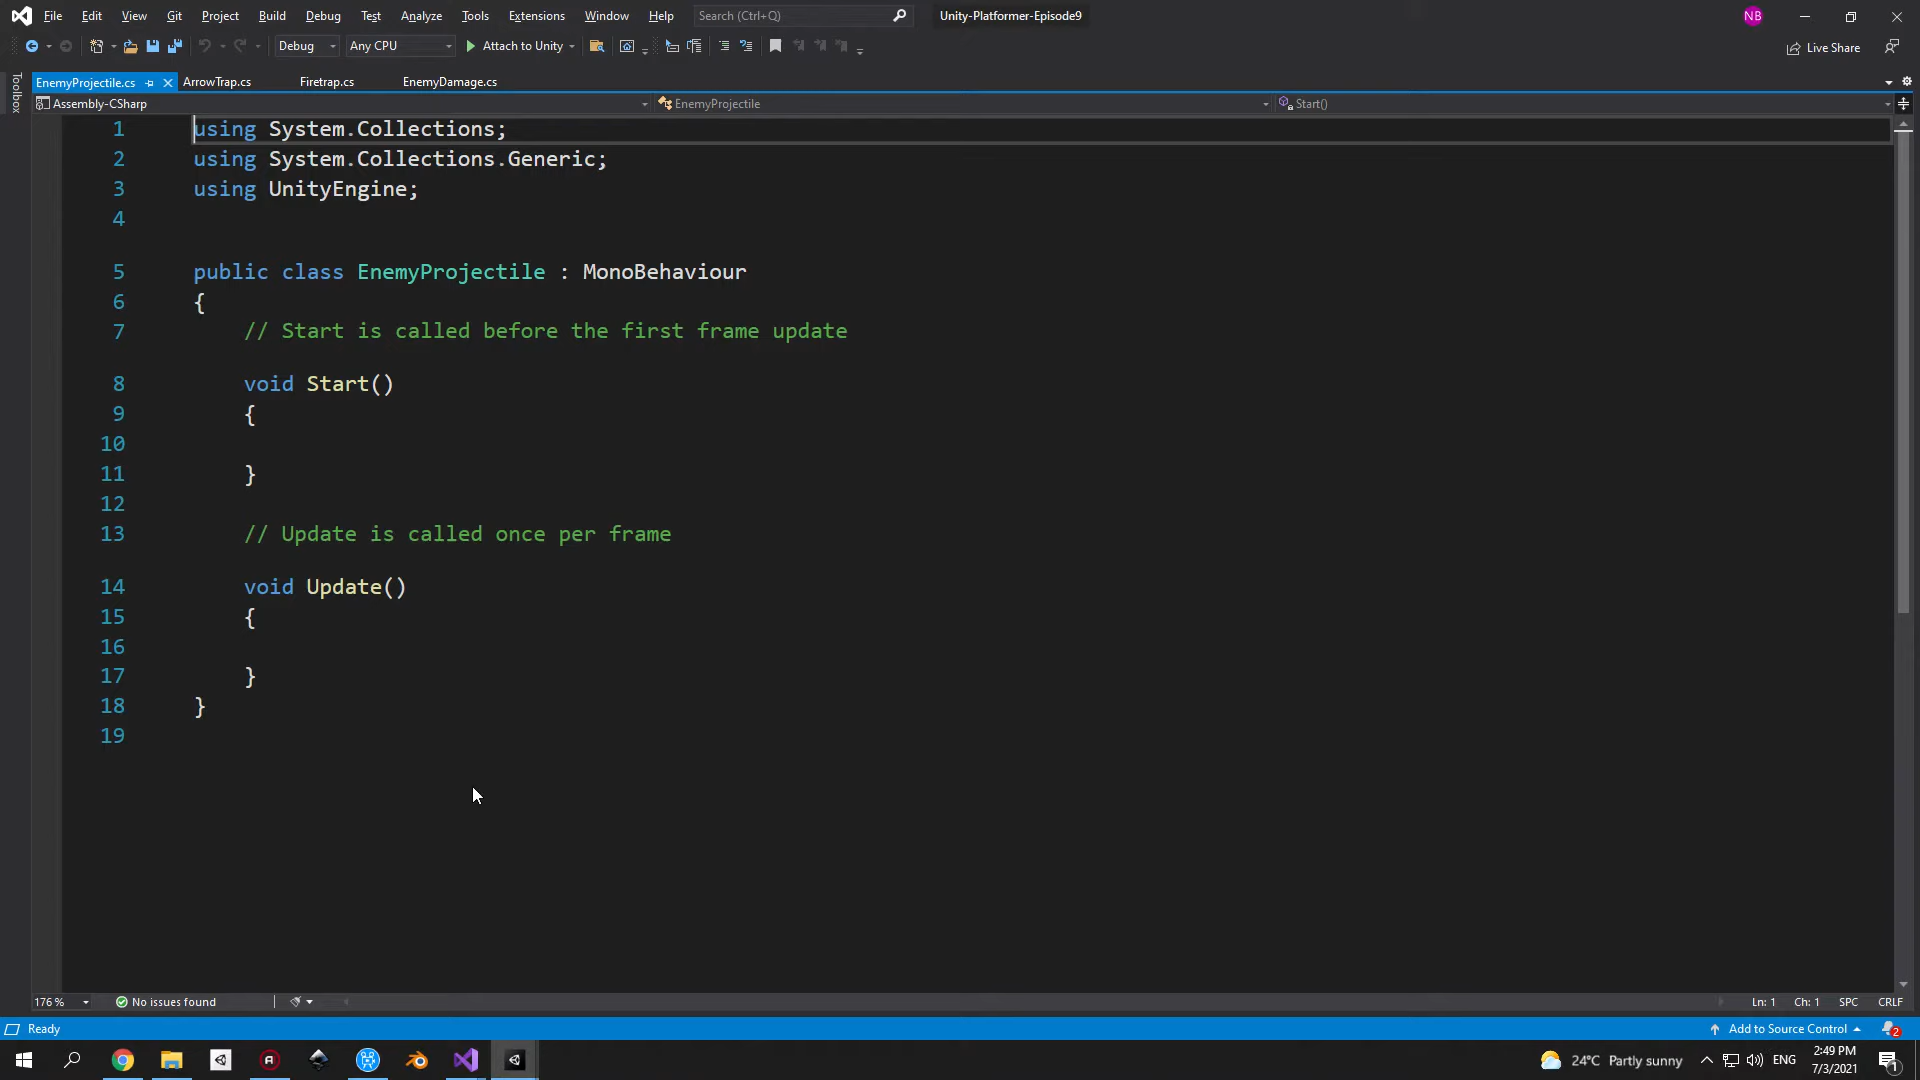 File Edit View Git Project Build Debug Test Analyze Tools Extensions Window Help Search (Ctrl+Q) Unity-Platformer-Episode9 NB
Debug Any CPU Attach to Unity Live Share
EnemyProjectile.cs ArrowTrap.cs Firetrap.cs EnemyDamage.cs
Toolbox
Assembly-CSharp EnemyProjectile Start()
1 using System.Collections;
2 using System.Collections.Generic;
3 using UnityEngine;
4
5 public class EnemyProjectile : MonoBehaviour
6 {
7 // Start is called before the first frame update
8 void Start()
9 {
10
11 }
12
13 // Update is called once per frame
14 void Update()
15 {
16
17 }
18 }
19
176 % No issues found Ln: 1 Ch: 1 SPC CRLF
Ready Add to Source Control 2
24°C Partly sunny ENG 2:49 PM
7/3/2021 1